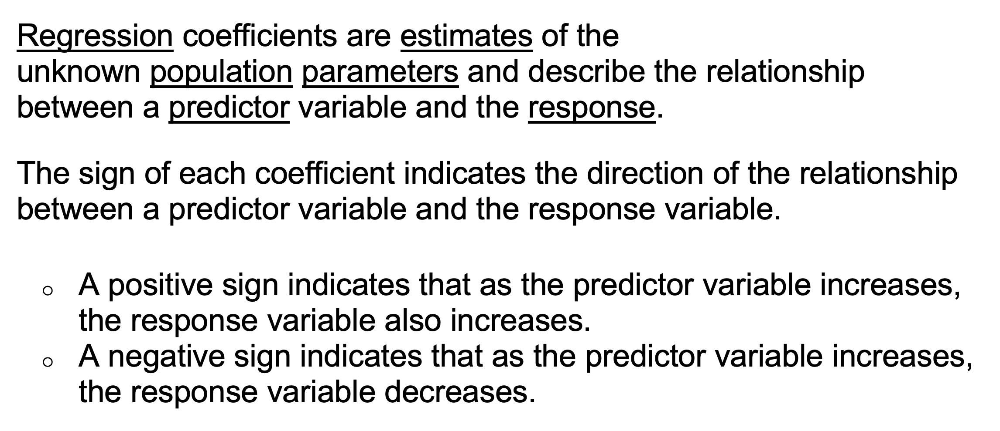 Regression coefficients are estimates of the
unknown population parameters and describe the relationship
between a predictor variable and the response.
The sign of each coefficient indicates the direction of the relationship
between a predictor variable and the response variable.
○ A positive sign indicates that as the predictor variable increases,
the response variable also increases.
○ A negative sign indicates that as the predictor variable increases,
the response variable decreases.